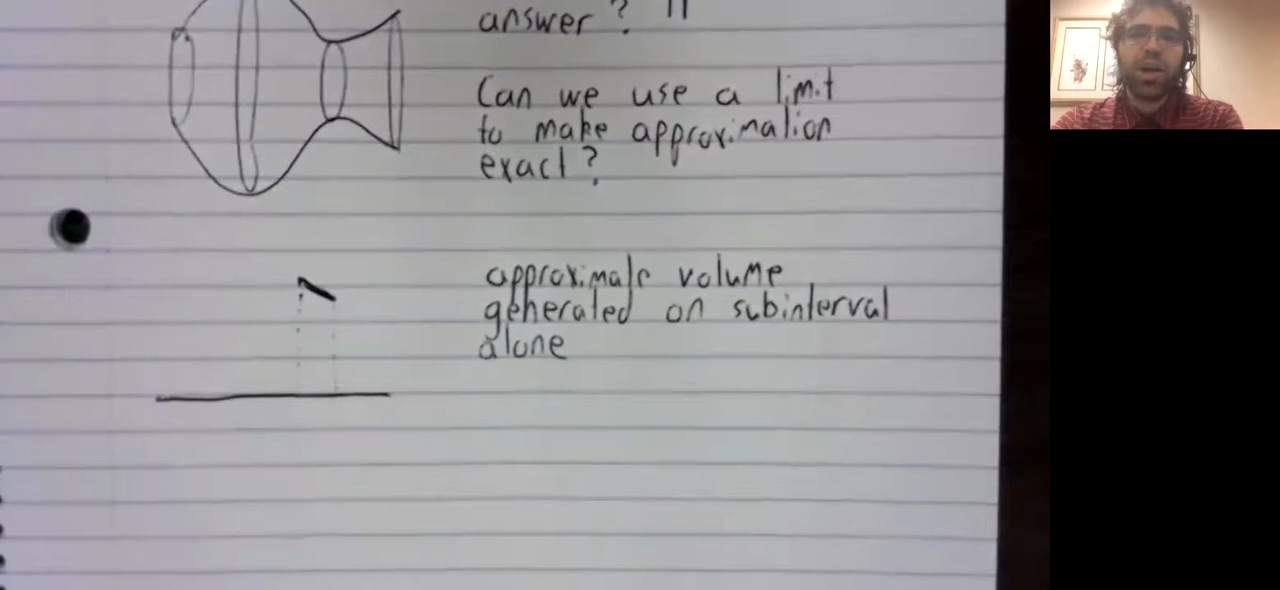 answer?
Can we use a limit
to make approximation
exact?
approximate volume
generated on subinterval
alone